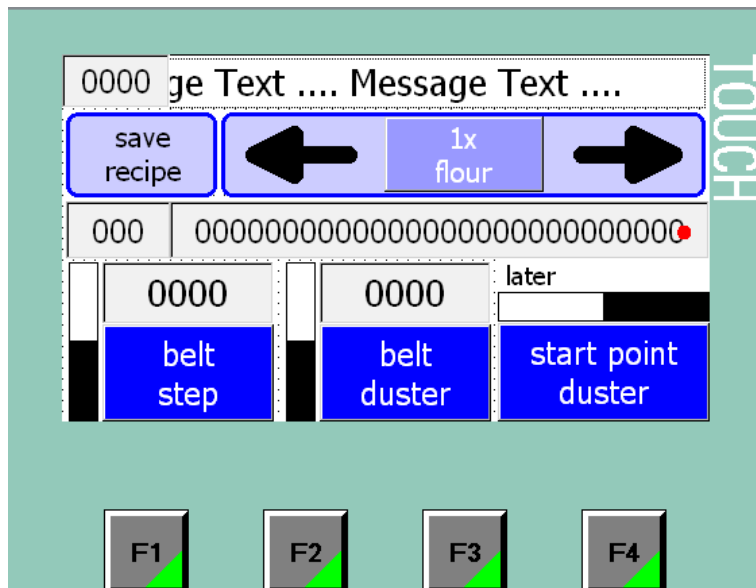 0000 ge Text .... Message Text ....
TOUCH
save
recipe
1x
flour
000 0000000000000000000000000000
later
0000 0000
belt
step
belt
duster
start point
duster
F1 F2 F3 F4